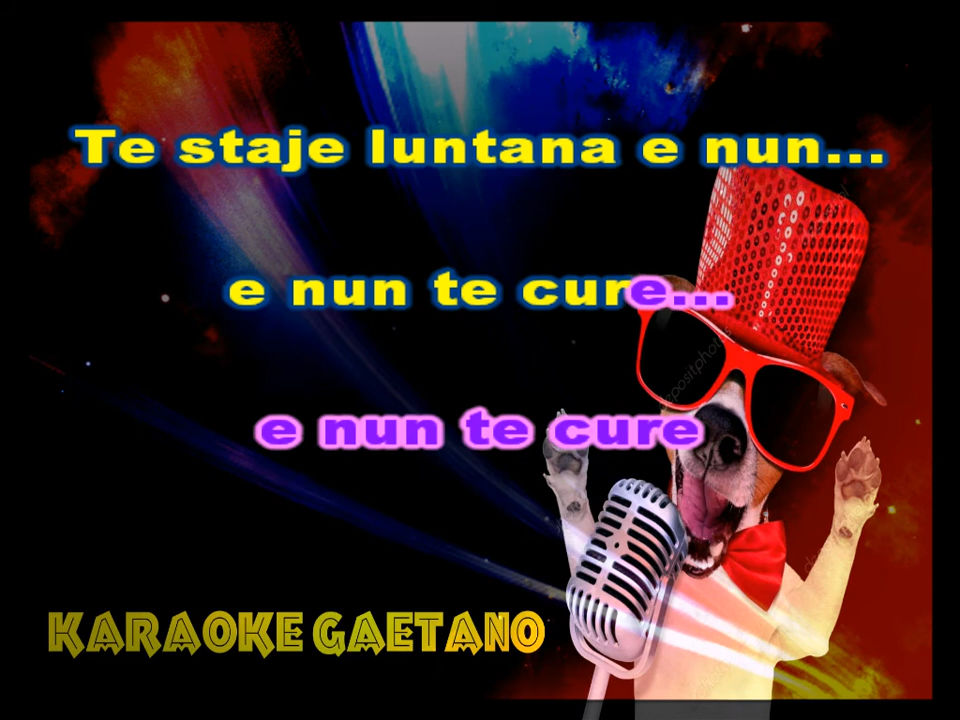 Te staje luntana e nun...
e nun te cure...
e nun te cure
KARAOKE GAETANO